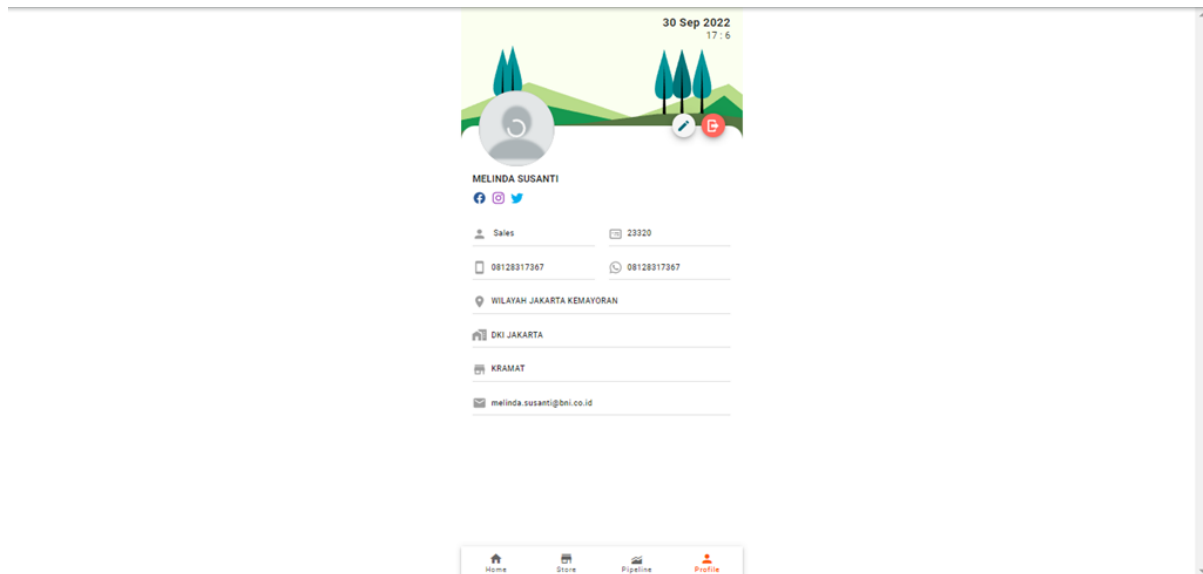 30 Sep 2022
17 : 6
MELINDA SUSANTI
Sales
23320
08128317367
08128317367
WILAYAH JAKARTA KEMAYORAN
DKI JAKARTA
KRAMAT
melinda.susanti@bni.co.id
Home
Store
Pipeline
Profile